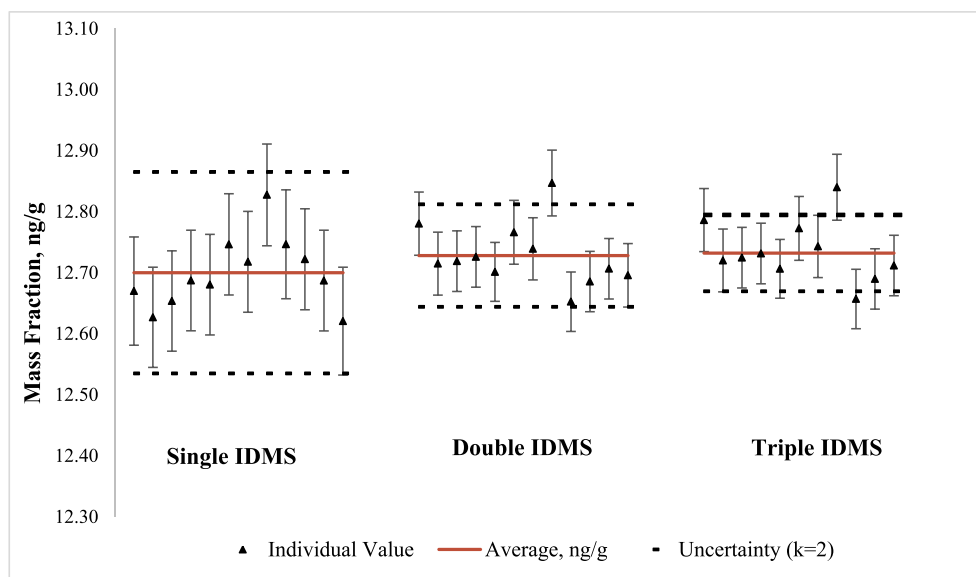 13.10
13.00
12.90
12.80
12.70
12.60
12.50
12.40
12.30
Mass Fraction, ng/g
Single IDMS
Double IDMS
Triple IDMS
Individual Value
Average, ng/g
Uncertainty (k=2)